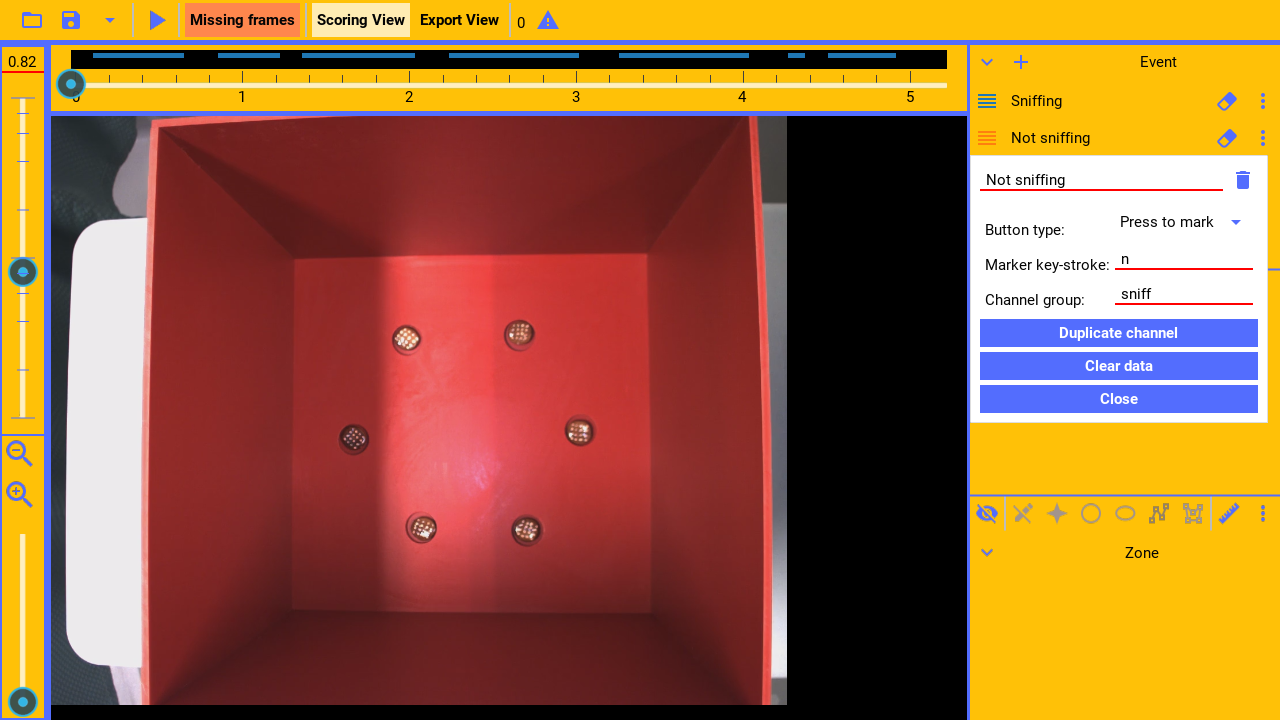 Missing frames
Scoring View
Export View
0
0.82
0
1
2
3
4
5
Event
Sniffing
Not sniffing
Not sniffing
Button type:
Press to mark
Marker key-stroke:
n
Channel group:
sniff
Duplicate channel
Clear data
Close
Zone